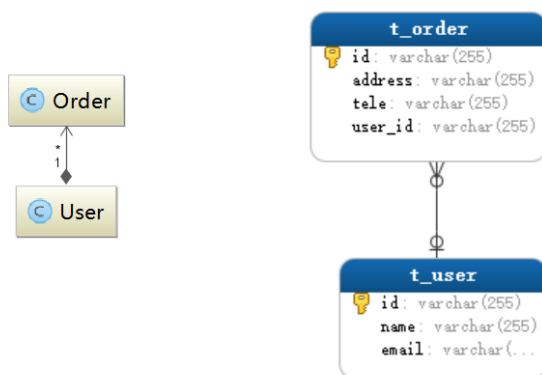 t_order
id: varchar(255)
address: varchar(255)
tele: varchar(255)
user_id: varchar(255)
C Order
*
1
C User
t_user
id: varchar(255)
name: varchar(255)
email: varchar(...